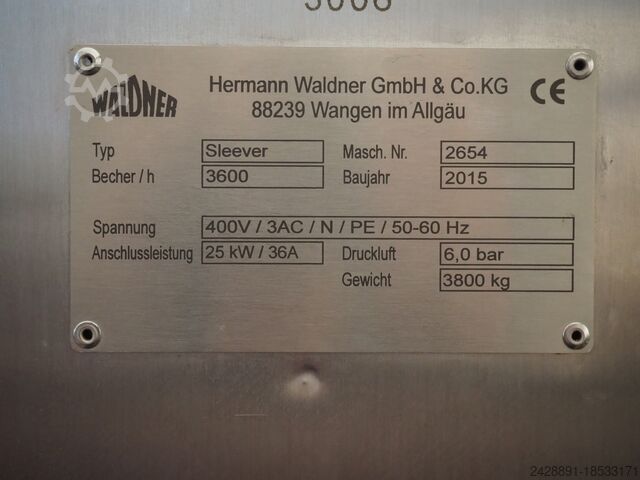 3006
WALDNER
Hermann Waldner GmbH & Co.KG
88239 Wangen im Allgäu
CE
Typ Sleever Masch. Nr. 2654
Becher / h 3600 Baujahr 2015
Spannung 400V / 3AC / N / PE / 50-60 Hz
Anschlussleistung 25 kW / 36A Druckluft 6,0 bar
Gewicht 3800 kg
2428891-18533171